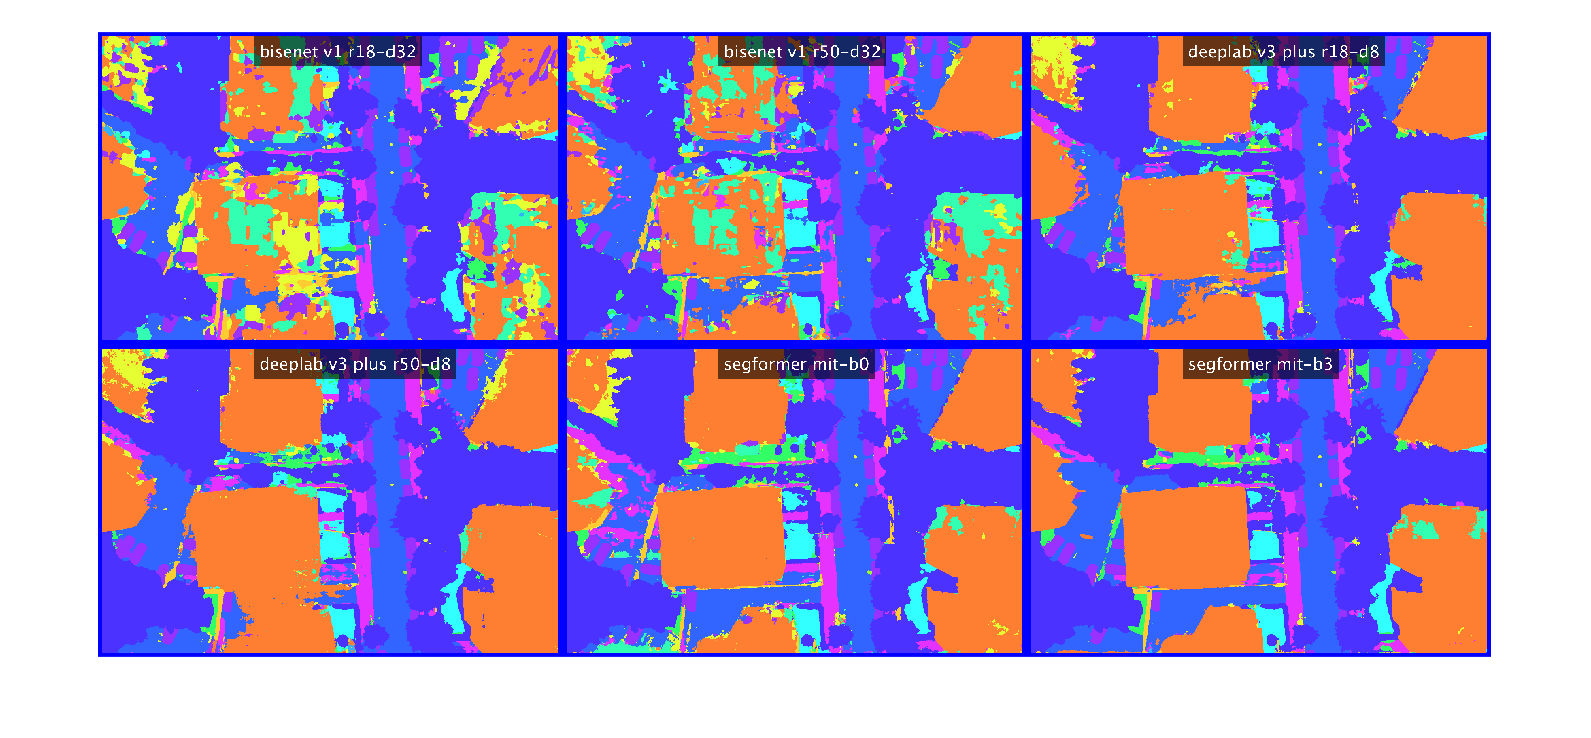 bisenet v1 r18-d32
bisenet v1 r50-d32
deeplab v3 plus r18-d8
deeplab v3 plus r50-d8
segformer mit-b0
segformer mit-b3